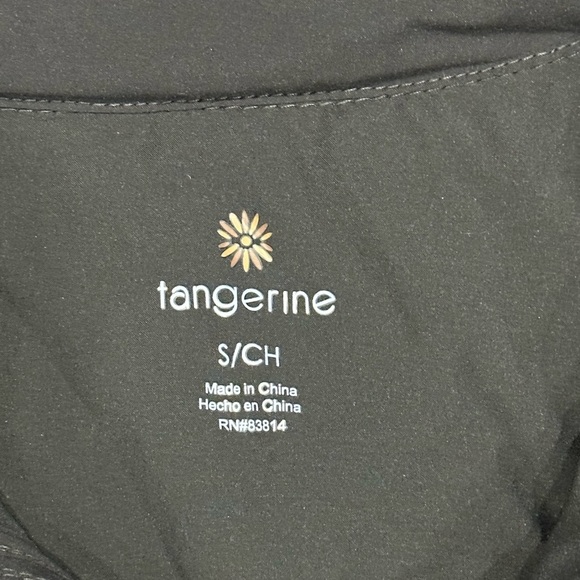 tangerine
S/CH
Made in China
Hecho en China
RN#83814